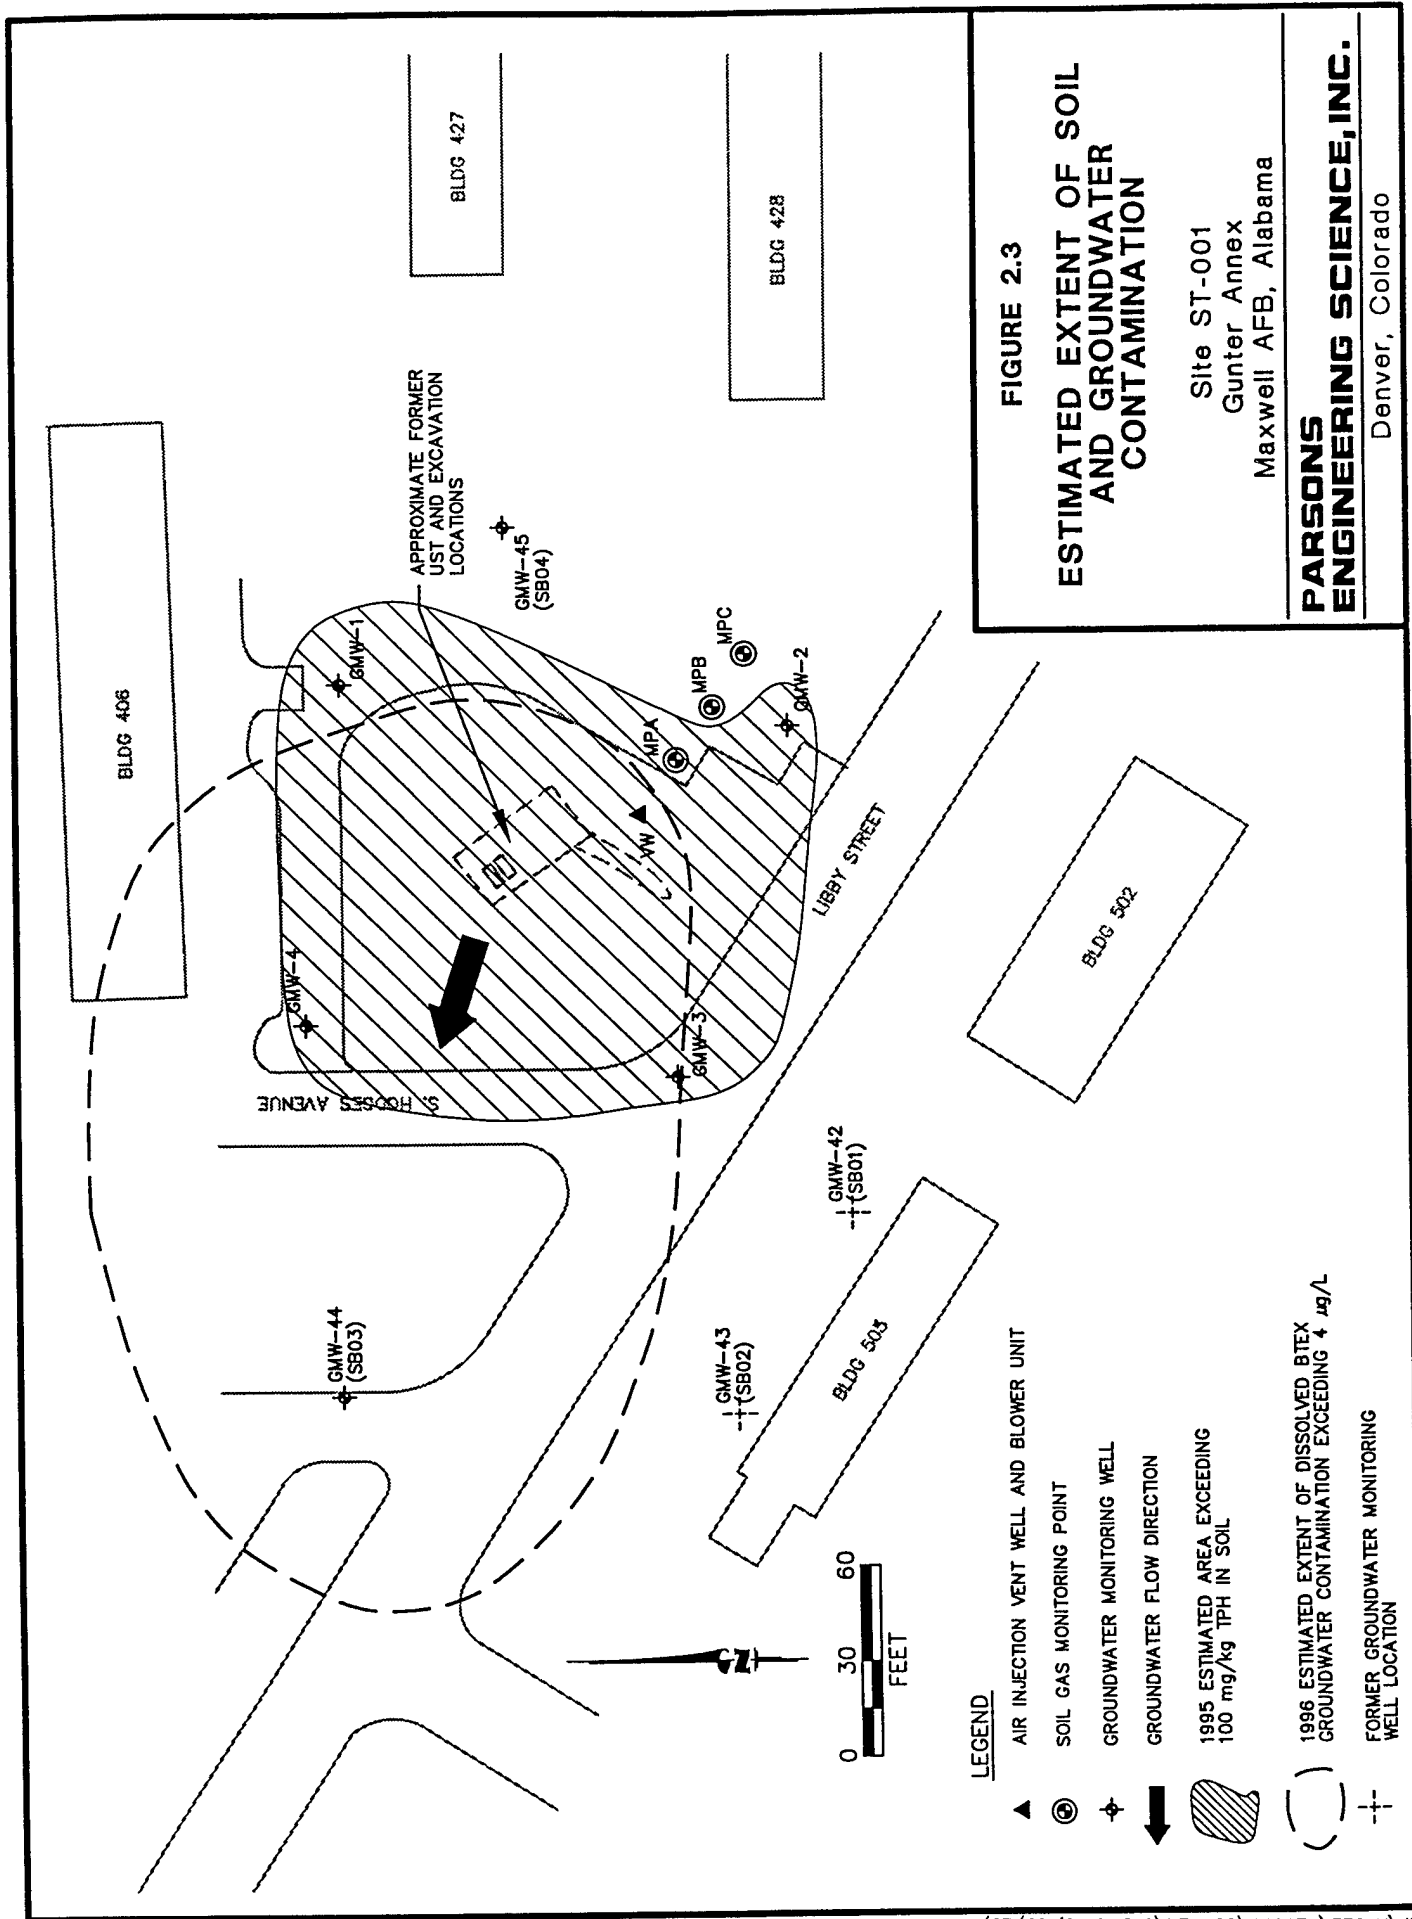 BLDG 406
BLDG 427
BLDG 428
APPROXIMATE FORMER
UST AND EXCAVATION
LOCATIONS
GMW-45
(SB04)
GMW-1
GMW-4
MPA
MPB
MPC
GMW-2
VW
GMW-3
S. HODGES AVENUE
LIBBY STREET
BLDG 502
GMW-44
(SB03)
GMW-42
(SB01)
GMW-43
(SB02)
BLDG 503
N
0 30 60
FEET
LEGEND
AIR INJECTION VENT WELL AND BLOWER UNIT
SOIL GAS MONITORING POINT
GROUNDWATER MONITORING WELL
GROUNDWATER FLOW DIRECTION
1995 ESTIMATED AREA EXCEEDING
100 mg/kg TPH IN SOIL
1996 ESTIMATED EXTENT OF DISSOLVED BTEX
GROUNDWATER CONTAMINATION EXCEEDING 4 µg/L
FORMER GROUNDWATER MONITORING
WELL LOCATION
FIGURE 2.3
ESTIMATED EXTENT OF SOIL
AND GROUNDWATER
CONTAMINATION
Site ST-001
Gunter Annex
Maxwell AFB, Alabama
PARSONS
ENGINEERING SCIENCE, INC.
Denver, Colorado